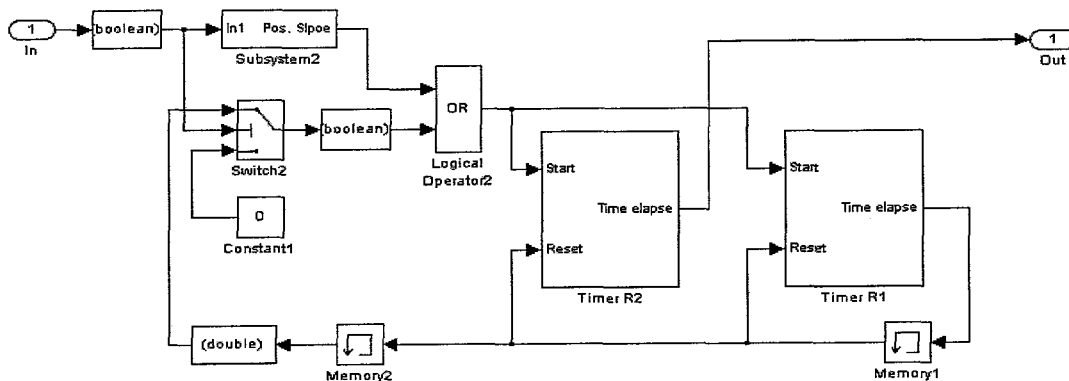 1
In
(boolean)
In1 Pos. Slpoe
Subsystem2
Switch2
0
Constant1
(boolean)
OR
Logical
Operator2
Start
Time elapse
Reset
Timer R2
Start
Time elapse
Reset
Timer R1
1
Out
(double)
Memory2
Memory1